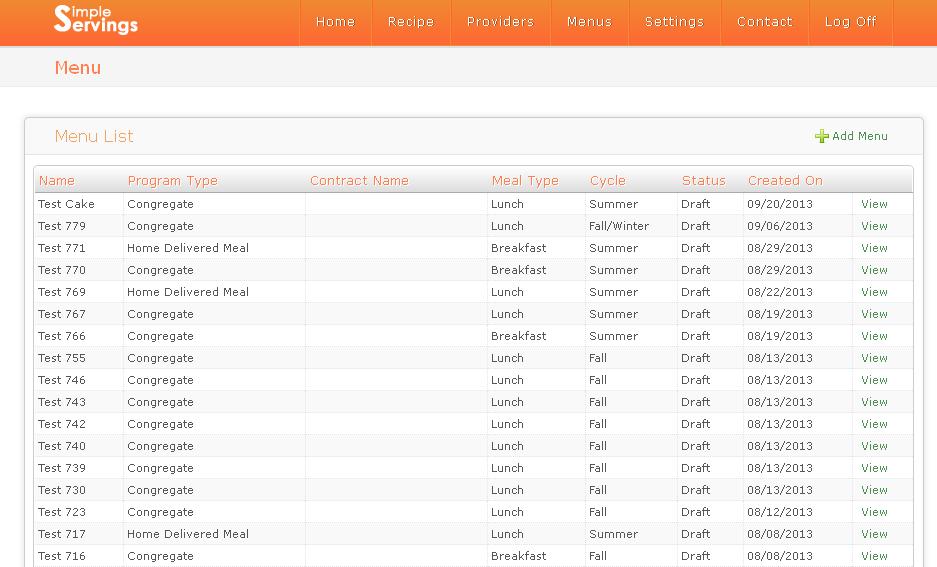 Simple Servings
Home Recipe Providers Menus Settings Contact Log Off
Menu
Menu List Add Menu
Name Program Type Contract Name Meal Type Cycle Status Created On
Test Cake Congregate Lunch Summer Draft 09/20/2013 View
Test 779 Congregate Lunch Fall/Winter Draft 09/06/2013 View
Test 771 Home Delivered Meal Breakfast Summer Draft 08/29/2013 View
Test 770 Congregate Breakfast Summer Draft 08/29/2013 View
Test 769 Home Delivered Meal Lunch Summer Draft 08/22/2013 View
Test 767 Congregate Lunch Summer Draft 08/19/2013 View
Test 766 Congregate Breakfast Summer Draft 08/19/2013 View
Test 755 Congregate Lunch Fall Draft 08/13/2013 View
Test 746 Congregate Lunch Fall Draft 08/13/2013 View
Test 743 Congregate Lunch Fall Draft 08/13/2013 View
Test 742 Congregate Lunch Fall Draft 08/13/2013 View
Test 740 Congregate Lunch Fall Draft 08/13/2013 View
Test 739 Congregate Lunch Fall Draft 08/13/2013 View
Test 730 Congregate Lunch Fall Draft 08/13/2013 View
Test 723 Congregate Lunch Fall Draft 08/12/2013 View
Test 717 Home Delivered Meal Lunch Summer Draft 08/08/2013 View
Test 716 Congregate Breakfast Fall Draft 08/08/2013 View